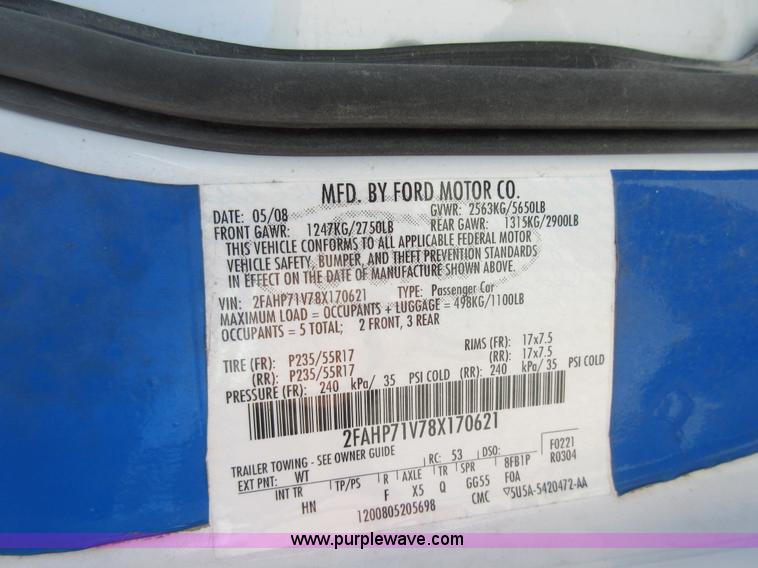 MFD. BY FORD MOTOR CO.
DATE: 05/08 GVWR: 2563KG/5650LB
FRONT GAWR: 1247KG/2750LB REAR GAWR: 1315KG/2900LB
THIS VEHICLE CONFORMS TO ALL APPLICABLE FEDERAL MOTOR
VEHICLE SAFETY, BUMPER, AND THEFT PREVENTION STANDARDS
IN EFFECT ON THE DATE OF MANUFACTURE SHOWN ABOVE.
VIN: 2FAHP71V78X170621 TYPE: Passenger Car
MAXIMUM LOAD = OCCUPANTS + LUGGAGE = 498KG/1100LB
OCCUPANTS = 5 TOTAL; 2 FRONT, 3 REAR
TIRE (FR): P235/55R17 RIMS (FR): 17x7.5
(RR): P235/55R17 (RR): 17x7.5
PRESSURE (FR): 240 kPa/ 35 PSI COLD (RR): 240 kPa/ 35 PSI COLD
2FAHP71V78X170621
TRAILER TOWING - SEE OWNER GUIDE
EXT PNT: WT RC: 53 DSO: F0221
INT TR TP/PS R AXLE TR SPR 8FB1P R0304
HN F X5 Q GG55 F0A
1200805205698 CMC ▽5U5A-5420472-AA
www.purplewave.com